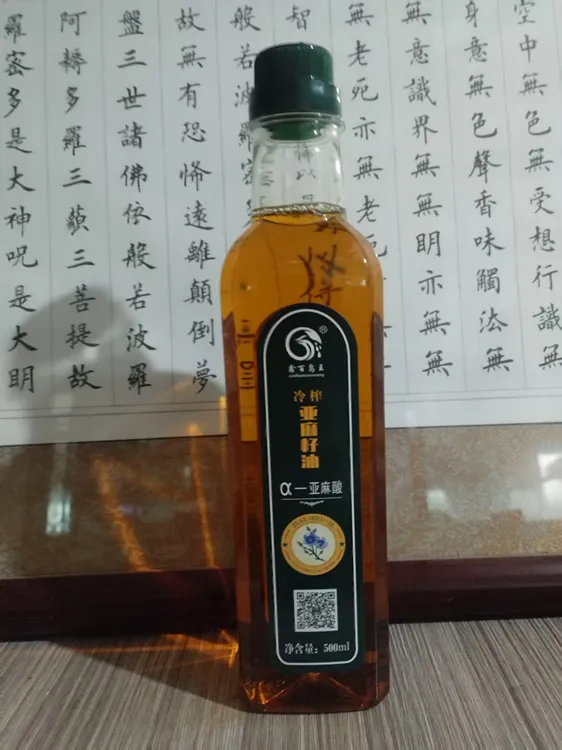 空中無色無受想行識無
身意無色聲香味觸法無
無意識界無無明亦無無
無老死亦無老
智
般若波羅
故無有恐怖遠離顛倒夢
盤三世諸佛依般若波羅
阿耨多羅三藐三菩提故
羅密多是大神呪是大明
®
冷榨
亚麻籽油
α—亚麻酸
净含量：500ml